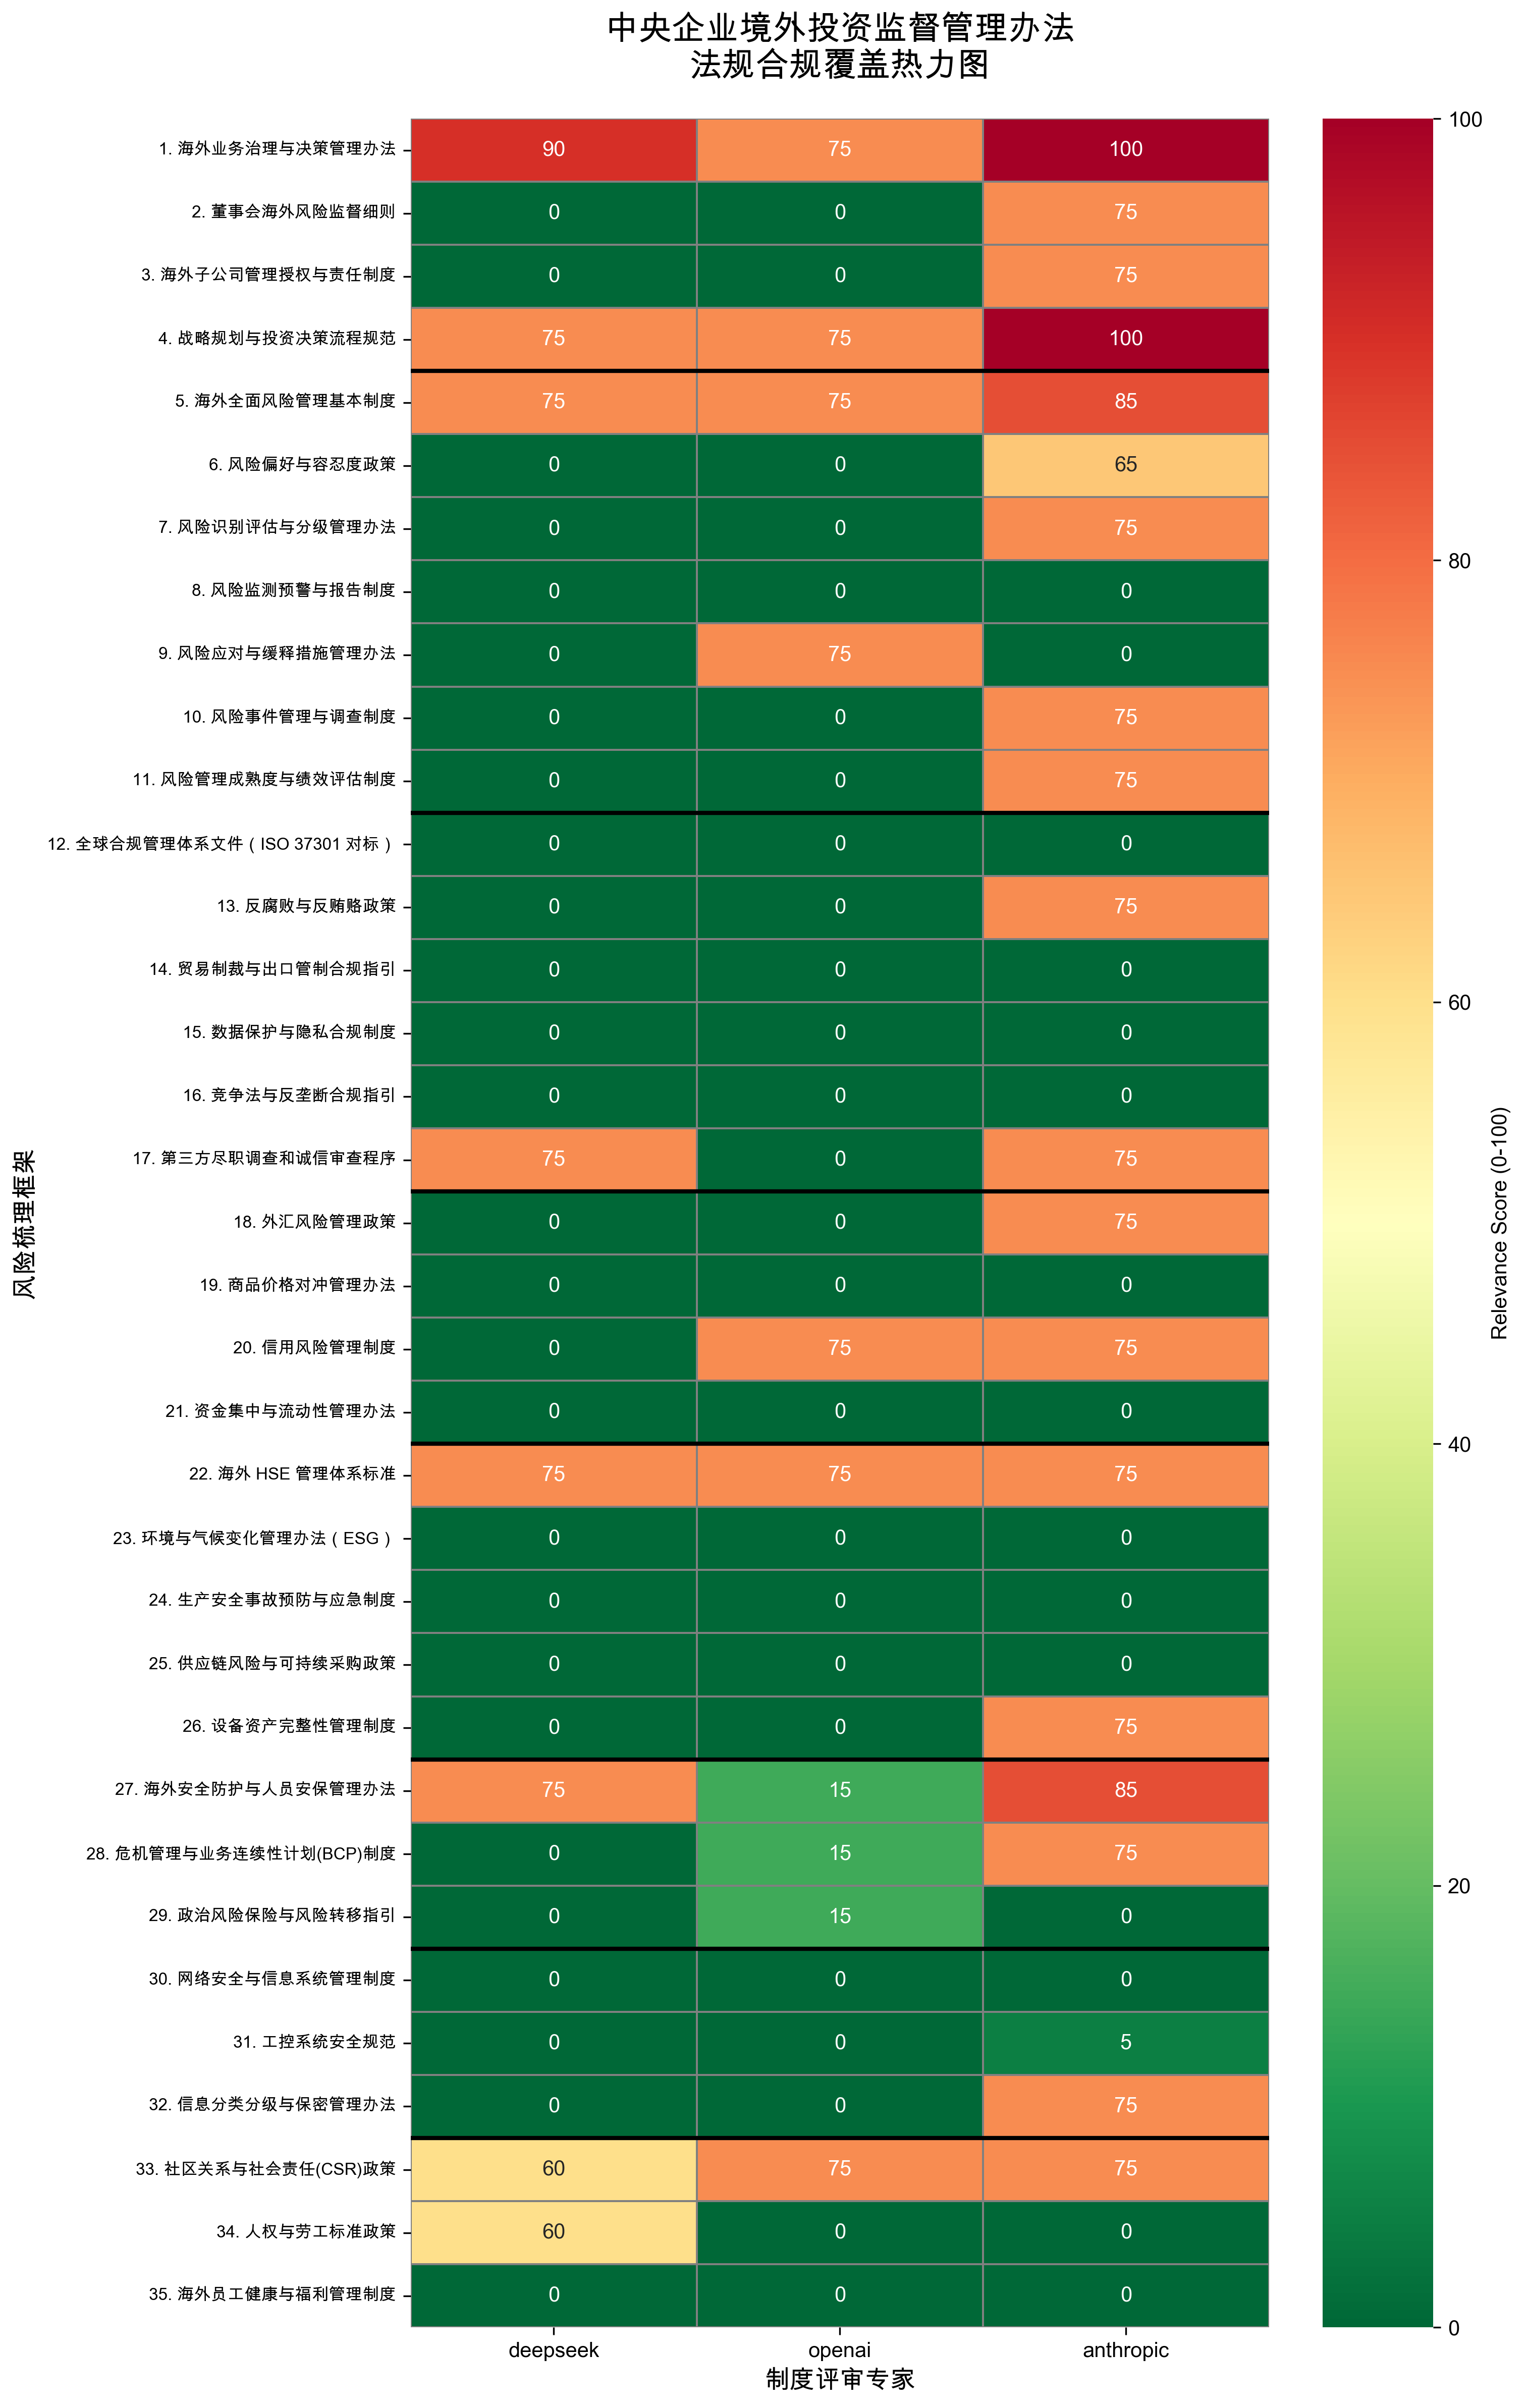 中央企业境外投资监督管理办法
法规合规覆盖热力图
1. 海外业务治理与决策管理办法 90 75 100
2. 董事会海外风险监督细则 0 0 75
3. 海外子公司管理授权与责任制度 0 0 75
4. 战略规划与投资决策流程规范 75 75 100
5. 海外全面风险管理基本制度 75 75 85
6. 风险偏好与容忍度政策 0 0 65
7. 风险识别评估与分级管理办法 0 0 75
8. 风险监测预警与报告制度 0 0 0
9. 风险应对与缓释措施管理办法 0 75 0
10. 风险事件管理与调查制度 0 0 75
11. 风险管理成熟度与绩效评估制度 0 0 75
12. 全球合规管理体系文件（ISO 37301 对标） 0 0 0
13. 反腐败与反贿赂政策 0 0 75
14. 贸易制裁与出口管制合规指引 0 0 0
15. 数据保护与隐私合规制度 0 0 0
16. 竞争法与反垄断合规指引 0 0 0
17. 第三方尽职调查和诚信审查程序 75 0 75
18. 外汇风险管理政策 0 0 75
19. 商品价格对冲管理办法 0 0 0
20. 信用风险管理制度 0 75 75
21. 资金集中与流动性管理办法 0 0 0
22. 海外 HSE 管理体系标准 75 75 75
23. 环境与气候变化管理办法（ESG） 0 0 0
24. 生产安全事故预防与应急制度 0 0 0
25. 供应链风险与可持续采购政策 0 0 0
26. 设备资产完整性管理制度 0 0 75
27. 海外安全防护与人员安保管理办法 75 15 85
28. 危机管理与业务连续性计划(BCP)制度 0 15 75
29. 政治风险保险与风险转移指引 0 15 0
30. 网络安全与信息系统管理制度 0 0 0
31. 工控系统安全规范 0 0 5
32. 信息分类分级与保密管理办法 0 0 75
33. 社区关系与社会责任(CSR)政策 60 75 75
34. 人权与劳工标准政策 60 0 0
35. 海外员工健康与福利管理制度 0 0 0
deepseek openai anthropic
制度评审专家
风险梳理框架
100
80
60
40
20
0
Relevance Score (0-100)